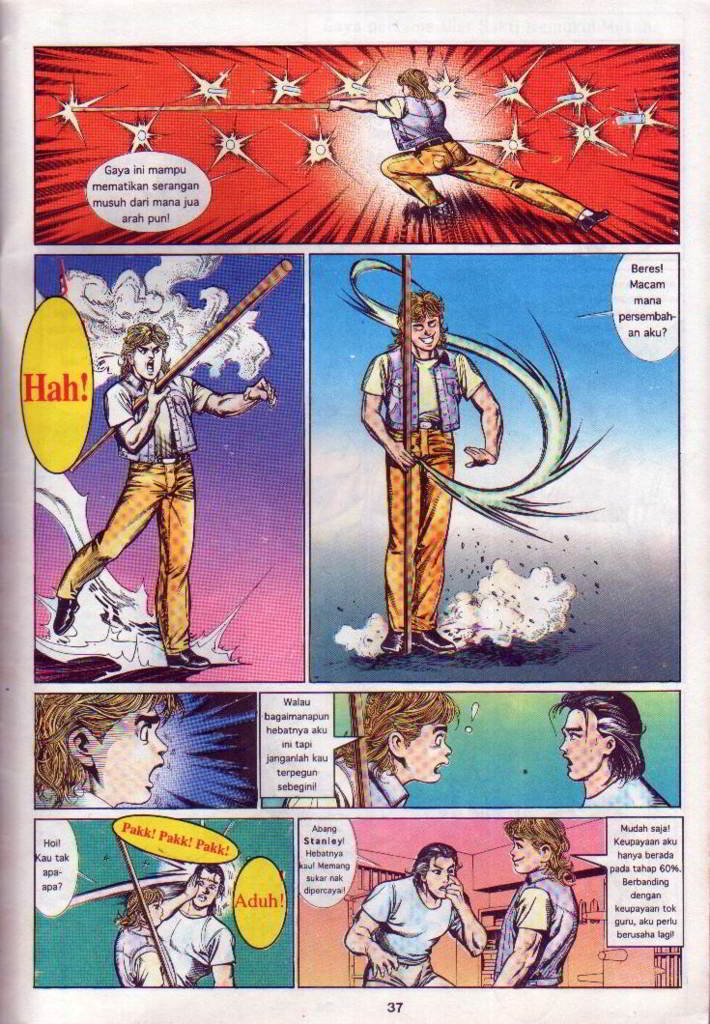 Gaya ini mampu
mematikan serangan
musuh dari mana jua
arah pun!
Hah!
Beres!
Macam
mana
persembah-
an aku?
Walau
bagaimanapun
hebatnya aku
ini tapi
janganlah kau
terpegun
sebegini!
!
Hoi!
Kau tak
apa-
apa?
Pakk! Pakk! Pakk!
Aduh!
Abang
Stanley!
Hebatnya
kau! Memang
sukar nak
dipercayai!
Mudah saja!
Keupayaan aku
hanya berada
pada tahap 60%.
Berbanding
dengan
keupayaan tok
guru, aku perlu
berusaha lagi!
37